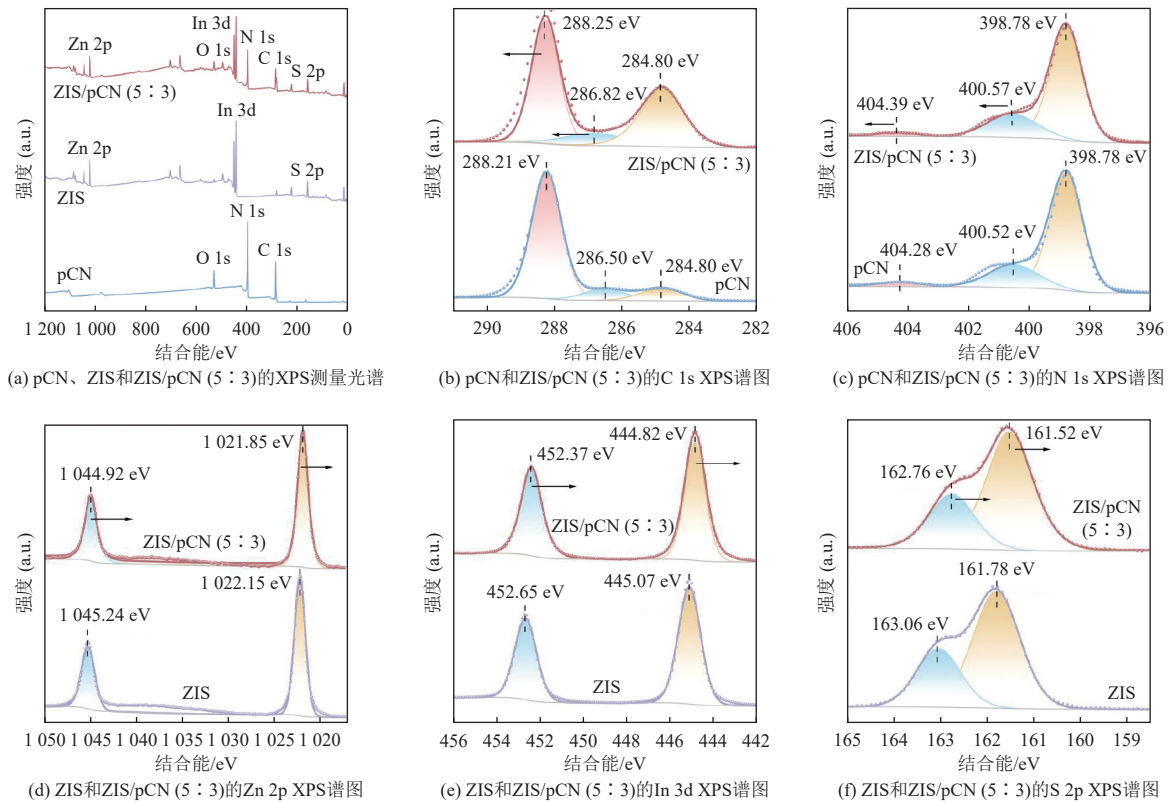 Zn 2p
O 1s
In 3d
N 1s
C 1s
S 2p
ZIS/pCN (5∶3)
In 3d
Zn 2p
S 2p
ZIS
N 1s
O 1s
C 1s
pCN
强度 (a.u.)
1 200 1 000 800 600 400 200 0
结合能/eV
(a) pCN、ZIS和ZIS/pCN (5∶3)的XPS测量光谱
288.25 eV
284.80 eV
286.82 eV
ZIS/pCN (5∶3)
288.21 eV
286.50 eV
284.80 eV
pCN
强度 (a.u.)
290 288 286 284 282
结合能/eV
(b) pCN和ZIS/pCN (5∶3)的C 1s XPS谱图
398.78 eV
400.57 eV
404.39 eV
ZIS/pCN (5∶3)
398.78 eV
400.52 eV
404.28 eV
pCN
强度 (a.u.)
406 404 402 400 398 396
结合能/eV
(c) pCN和ZIS/pCN (5∶3)的N 1s XPS谱图
1 021.85 eV
1 044.92 eV
ZIS/pCN (5∶3)
1 022.15 eV
1 045.24 eV
ZIS
强度 (a.u.)
1 050 1 045 1 040 1 035 1 030 1 025 1 020
结合能/eV
(d) ZIS和ZIS/pCN (5∶3)的Zn 2p XPS谱图
444.82 eV
452.37 eV
ZIS/pCN (5∶3)
445.07 eV
452.65 eV
ZIS
强度 (a.u.)
456 454 452 450 448 446 444 442
结合能/eV
(e) ZIS和ZIS/pCN (5∶3)的In 3d XPS谱图
161.52 eV
162.76 eV
ZIS/pCN
(5∶3)
161.78 eV
163.06 eV
ZIS
强度 (a.u.)
165 164 163 162 161 160 159
结合能/eV
(f) ZIS和ZIS/pCN (5∶3)的S 2p XPS谱图